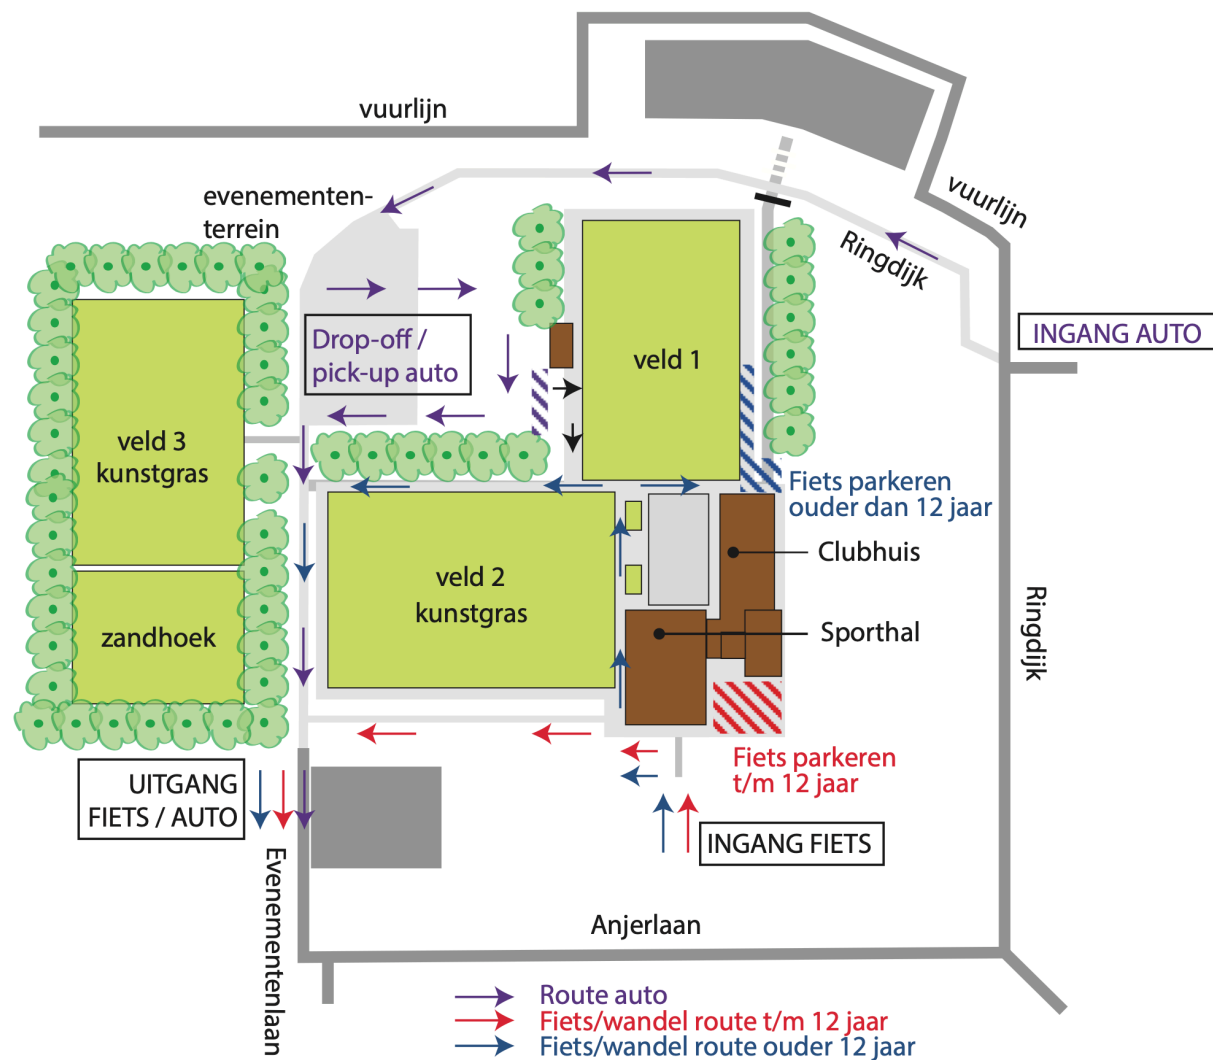 vuurlijn
vuurlijn
evenementen-
terrein
Ringdijk
INGANG AUTO
Drop-off /
pick-up auto
veld 1
veld 3
kunstgras
Fiets parkeren
ouder dan 12 jaar
Clubhuis
veld 2
kunstgras
Sporthal
zandhoek
Ringdijk
Fiets parkeren
t/m 12 jaar
UITGANG
FIETS / AUTO
INGANG FIETS
Evenementenlaan
Anjerlaan
Route auto
Fiets/wandel route t/m 12 jaar
Fiets/wandel route ouder 12 jaar